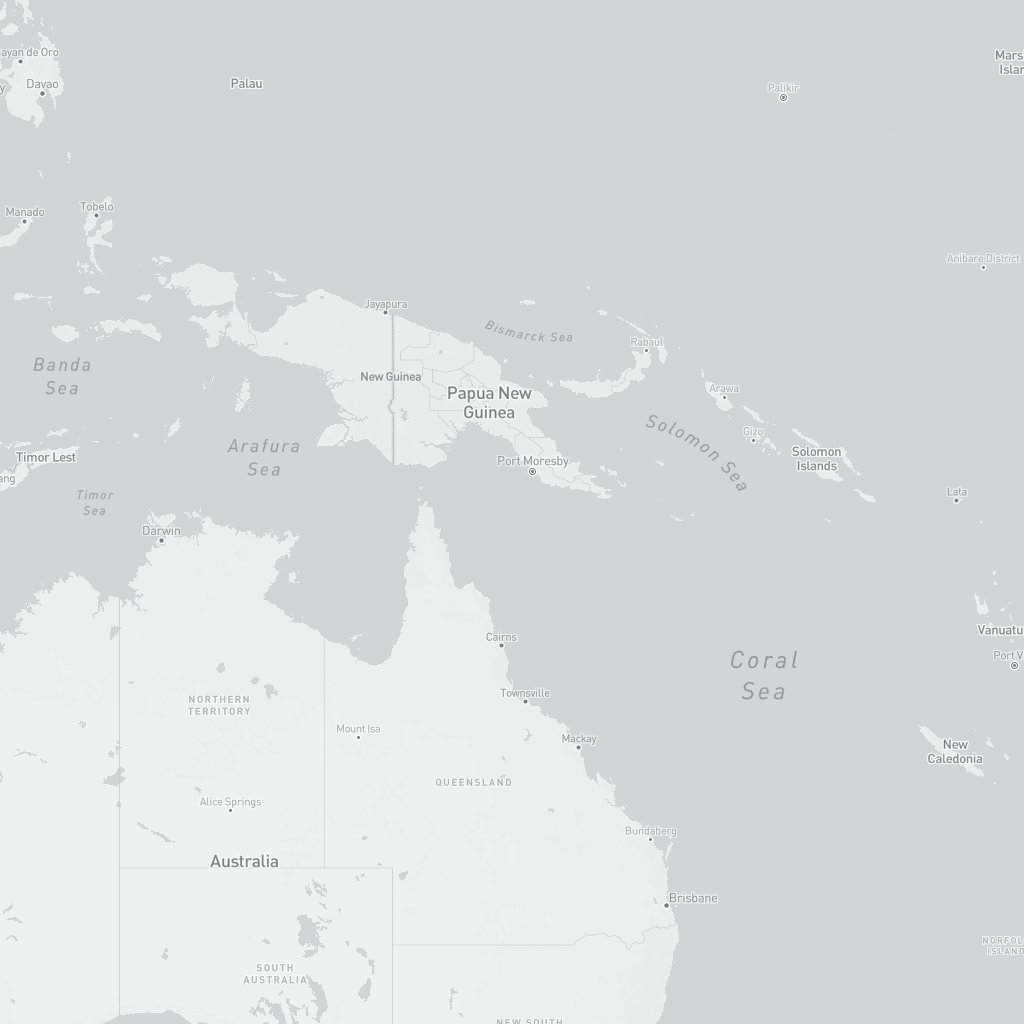 ayan de Oro
Davao
y
Palau
Palikir
Mars
Islan
Manado
Tobelo
Anibare District
Jayapura
Bismarck Sea
Rabaul
Banda
Sea
New Guinea
Papua New
Guinea
Arawa
Gizo
Solomon Sea
Solomon
Islands
Arafura
Sea
Timor Lest
ang
Port Moresby
Timor
Sea
Lata
Darwin
Cairns
Vanuatu
Port V
Coral
Sea
NORTHERN
TERRITORY
Townsville
Mount Isa
Mackay
New
Caledonia
QUEENSLAND
Alice Springs
Bundaberg
Australia
Brisbane
NORFOL
ISLAND
SOUTH
AUSTRALIA
NEW SOUTH